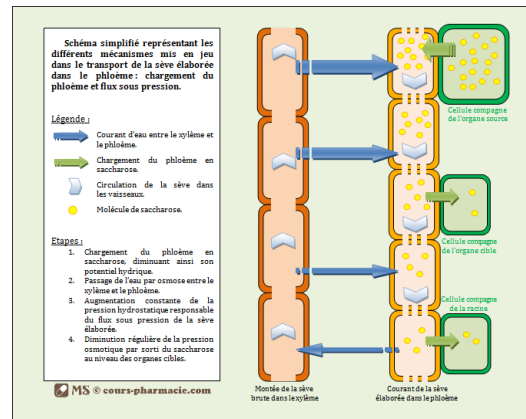 Schéma simplifié représentant les
différents mécanismes mis en jeu
dans le transport de la sève élaborée
dans le phloème : chargement du
phloème et flux sous pression.
Légende :
Courant d'eau entre le xylème et
le phloème.
Chargement du phloème en
saccharose.
Circulation de la sève dans
les vaisseaux.
Molécule de saccharose.
Etapes :
1. Chargement du phloème en
saccharose, diminuant ainsi son
potentiel hydrique.
2. Passage de l'eau par osmose entre le
xylème et le phloème.
3. Augmentation constante de la
pression hydrostatique responsable
du flux sous pression de la sève
élaborée.
4. Diminution régulière de la pression
osmotique par sorti du saccharose
au niveau des organes cibles.
MS © cours-pharmacie.com
Cellule compagne
de l'organe source
Cellule compagne
de l'organe cible
Cellule compagne
de la racine
Montée de la sève
brute dans le xylème
Courant de la sève
élaborée dans le phloème